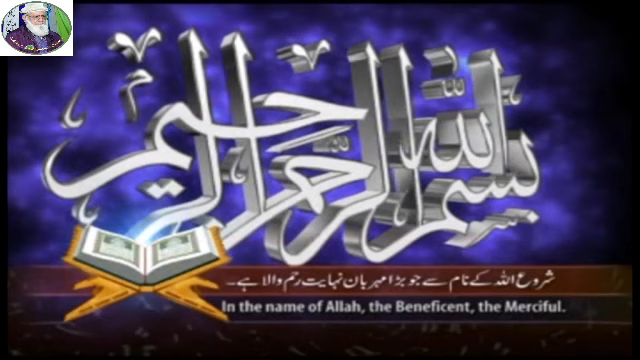 بسم الله الرحمن الرحيم
شروع اللہ کے نام سے جو بڑا مہربان نہایت رحم والا ہے۔
In the name of Allah, the Beneficent, the Merciful.